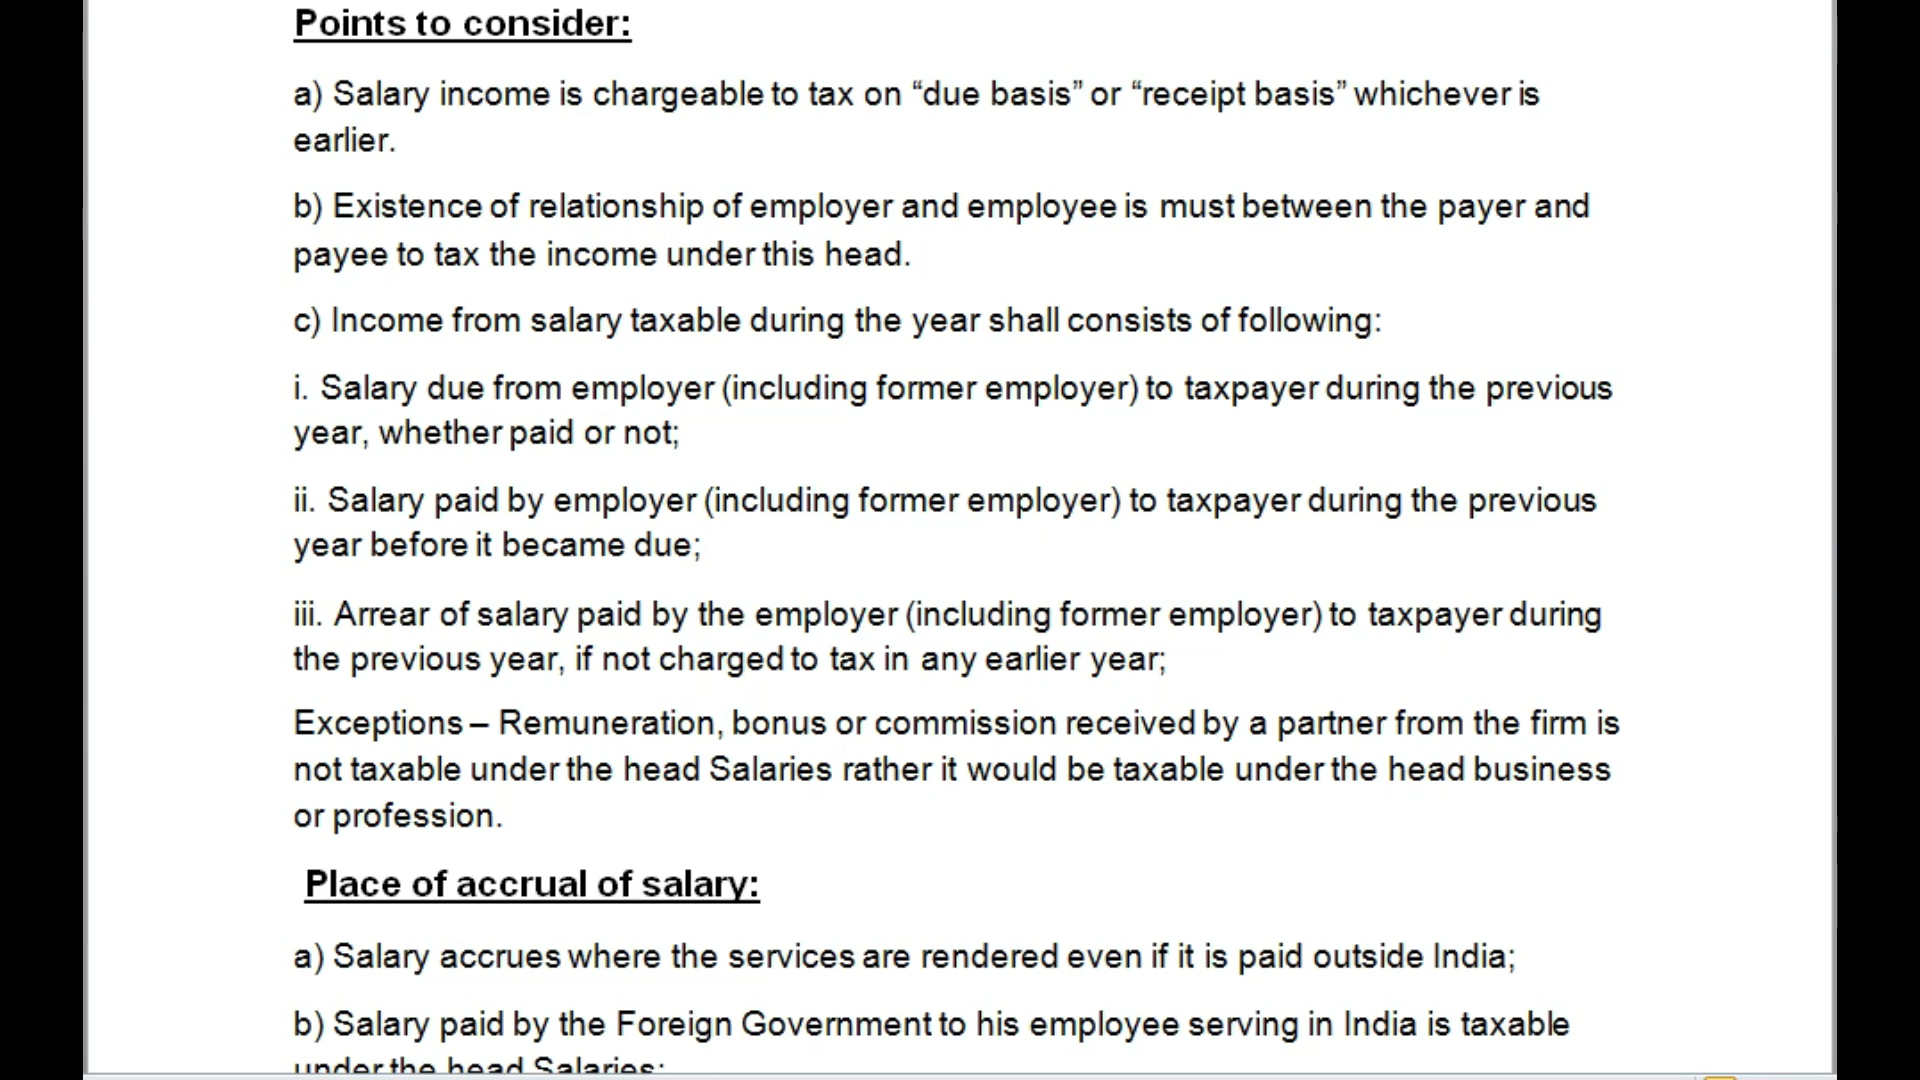 Points to consider:
a) Salary income is chargeable to tax on “due basis” or “receipt basis” whichever is
earlier.
b) Existence of relationship of employer and employee is must between the payer and
payee to tax the income under this head.
c) Income from salary taxable during the year shall consists of following:
i. Salary due from employer (including former employer) to taxpayer during the previous
year, whether paid or not;
ii. Salary paid by employer (including former employer) to taxpayer during the previous
year before it became due;
iii. Arrear of salary paid by the employer (including former employer) to taxpayer during
the previous year, if not charged to tax in any earlier year;
Exceptions – Remuneration, bonus or commission received by a partner from the firm is
not taxable under the head Salaries rather it would be taxable under the head business
or profession.
Place of accrual of salary:
a) Salary accrues where the services are rendered even if it is paid outside India;
b) Salary paid by the Foreign Government to his employee serving in India is taxable
under the head Salaries;